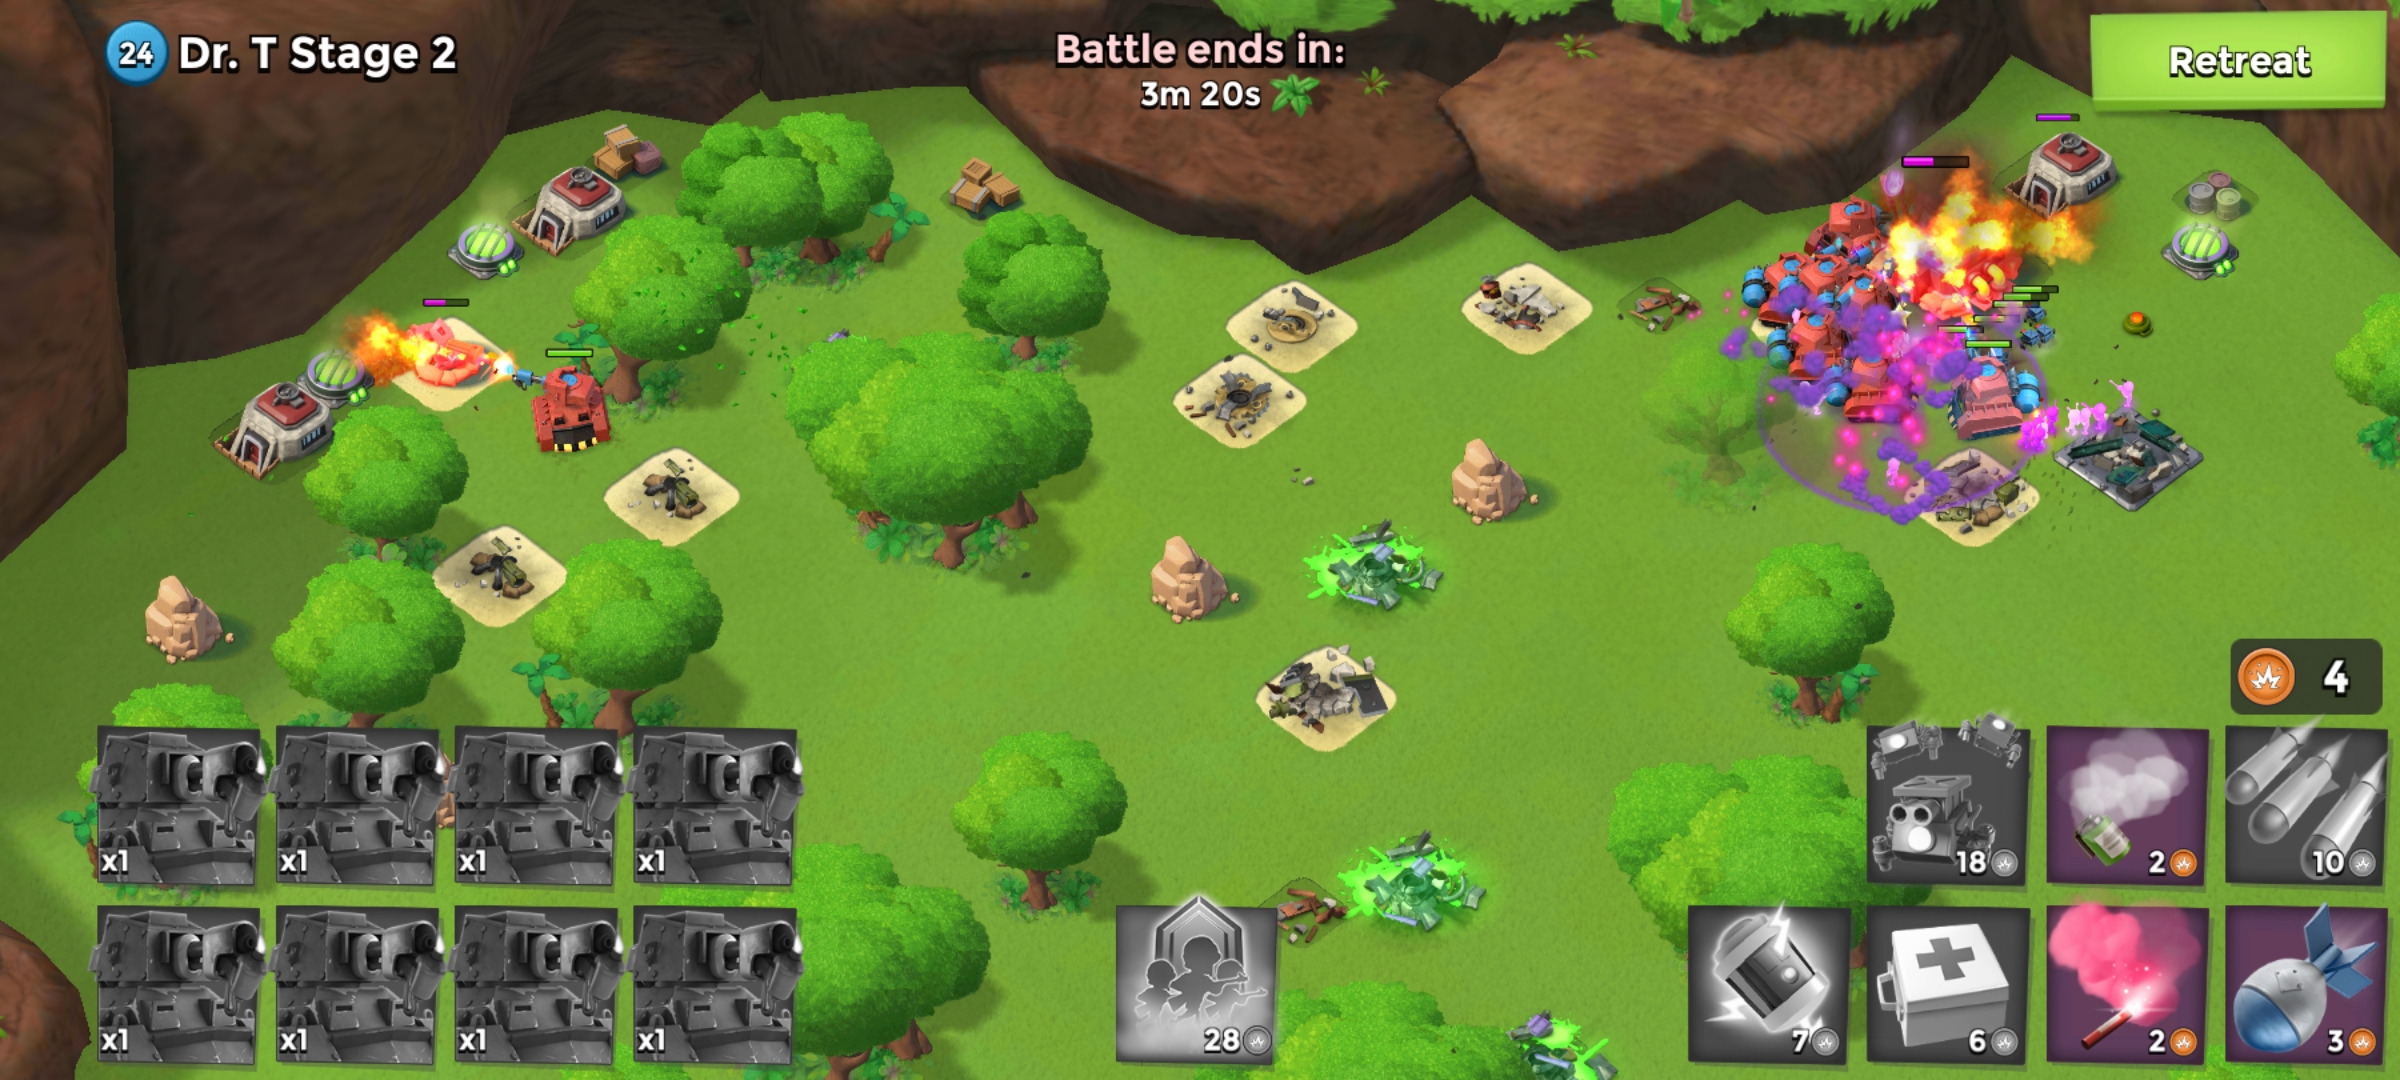 24 Dr. T Stage 2
Battle ends in:
3m 20s
Retreat
4
18
2
10
x1
x1
x1
x1
28
7
6
2
3
x1
x1
x1
x1